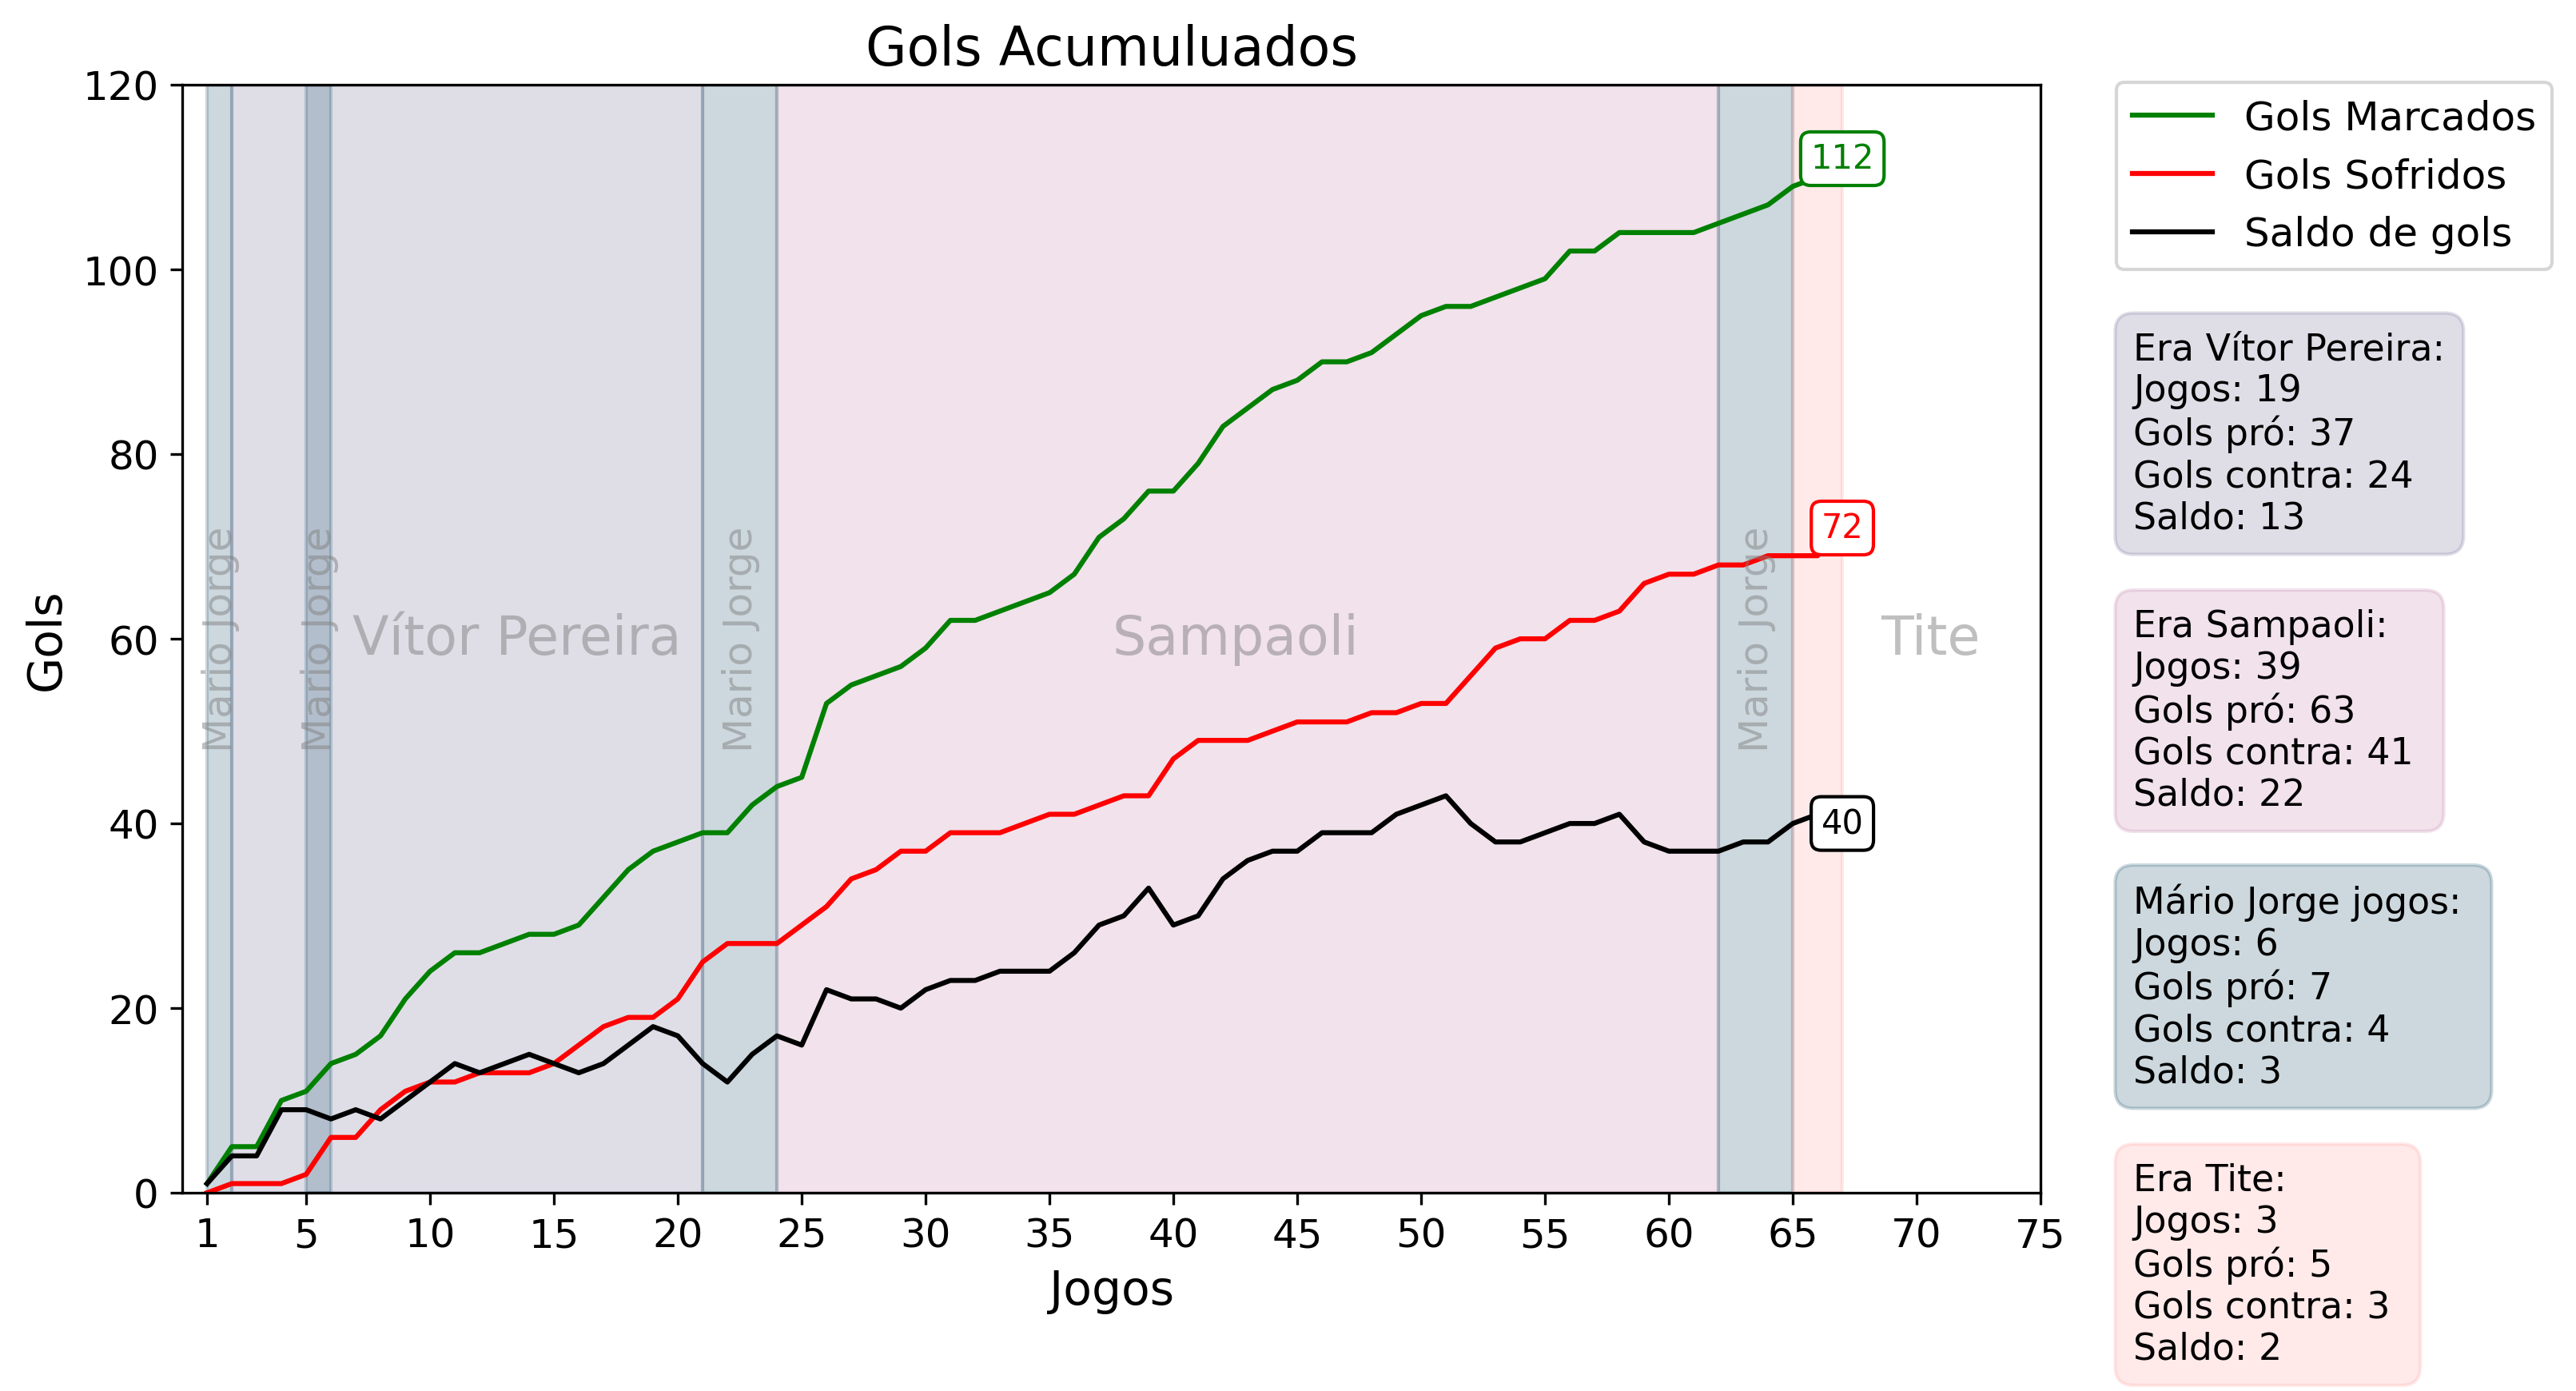 Gols Acumuluados
Gols
120
100
80
60
40
20
0
Mario Jorge
Mario Jorge
Vítor Pereira
Mario Jorge
Sampaoli
Mario Jorge
Tite
112
72
40
1 5 10 15 20 25 30 35 40 45 50 55 60 65 70 75
Jogos
Gols Marcados
Gols Sofridos
Saldo de gols
Era Vítor Pereira:
Jogos: 19
Gols pró: 37
Gols contra: 24
Saldo: 13
Era Sampaoli:
Jogos: 39
Gols pró: 63
Gols contra: 41
Saldo: 22
Mário Jorge jogos:
Jogos: 6
Gols pró: 7
Gols contra: 4
Saldo: 3
Era Tite:
Jogos: 3
Gols pró: 5
Gols contra: 3
Saldo: 2